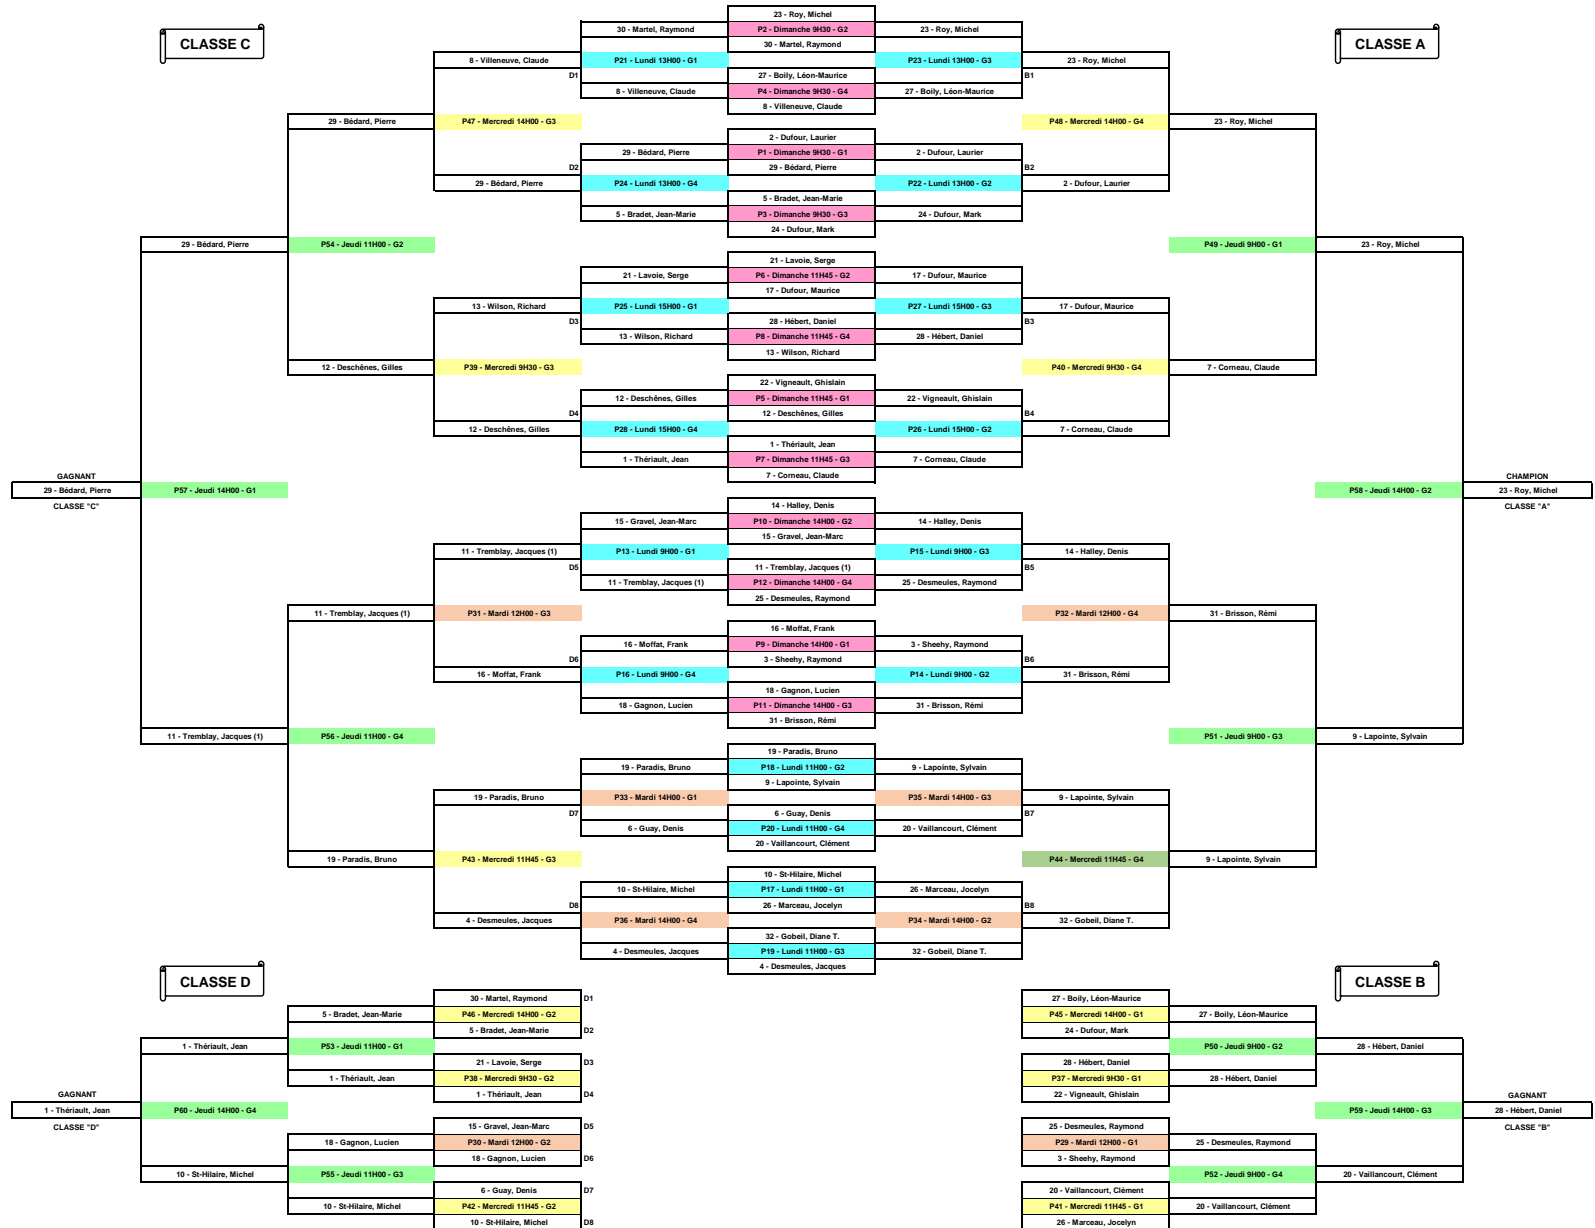 23 - Roy, Michel
30 - Martel, Raymond P2 - Dimanche 9H30 - G2 23 - Roy, Michel
CLASSE C 30 - Martel, Raymond CLASSE A
8 - Villeneuve, Claude P21 - Lundi 13H00 - G1 P23 - Lundi 13H00 - G3 23 - Roy, Michel
D1 27 - Boily, Léon-Maurice B1
8 - Villeneuve, Claude P4 - Dimanche 9H30 - G4 27 - Boily, Léon-Maurice
8 - Villeneuve, Claude
29 - Bédard, Pierre P47 - Mercredi 14H00 - G3 P48 - Mercredi 14H00 - G4 23 - Roy, Michel
2 - Dufour, Laurier
29 - Bédard, Pierre P1 - Dimanche 9H30 - G1 2 - Dufour, Laurier
D2 29 - Bédard, Pierre B2
29 - Bédard, Pierre P24 - Lundi 13H00 - G4 P22 - Lundi 13H00 - G2 2 - Dufour, Laurier
5 - Bradet, Jean-Marie
5 - Bradet, Jean-Marie P3 - Dimanche 9H30 - G3 24 - Dufour, Mark
24 - Dufour, Mark
29 - Bédard, Pierre P54 - Jeudi 11H00 - G2 P49 - Jeudi 9H00 - G1 23 - Roy, Michel
21 - Lavoie, Serge
21 - Lavoie, Serge P6 - Dimanche 11H45 - G2 17 - Dufour, Maurice
17 - Dufour, Maurice
13 - Wilson, Richard P25 - Lundi 15H00 - G1 P27 - Lundi 15H00 - G3 17 - Dufour, Maurice
D3 28 - Hébert, Daniel B3
13 - Wilson, Richard P8 - Dimanche 11H45 - G4 28 - Hébert, Daniel
13 - Wilson, Richard
12 - Deschênes, Gilles P39 - Mercredi 9H30 - G3 P40 - Mercredi 9H30 - G4 7 - Corneau, Claude
22 - Vigneault, Ghislain
12 - Deschênes, Gilles P5 - Dimanche 11H45 - G1 22 - Vigneault, Ghislain
D4 12 - Deschênes, Gilles B4
12 - Deschênes, Gilles P28 - Lundi 15H00 - G4 P26 - Lundi 15H00 - G2 7 - Corneau, Claude
1 - Thériault, Jean
1 - Thériault, Jean P7 - Dimanche 11H45 - G3 7 - Corneau, Claude
GAGNANT 7 - Corneau, Claude CHAMPION
29 - Bédard, Pierre P57 - Jeudi 14H00 - G1 P58 - Jeudi 14H00 - G2 23 - Roy, Michel
CLASSE "C" 14 - Halley, Denis CLASSE "A"
15 - Gravel, Jean-Marc P10 - Dimanche 14H00 - G2 14 - Halley, Denis
15 - Gravel, Jean-Marc
11 - Tremblay, Jacques (1) P13 - Lundi 9H00 - G1 P15 - Lundi 9H00 - G3 14 - Halley, Denis
D5 11 - Tremblay, Jacques (1) B5
11 - Tremblay, Jacques (1) P12 - Dimanche 14H00 - G4 25 - Desmeules, Raymond
25 - Desmeules, Raymond
11 - Tremblay, Jacques (1) P31 - Mardi 12H00 - G3 P32 - Mardi 12H00 - G4 31 - Brisson, Rémi
16 - Moffat, Frank
16 - Moffat, Frank P9 - Dimanche 14H00 - G1 3 - Sheehy, Raymond
D6 3 - Sheehy, Raymond B6
16 - Moffat, Frank P16 - Lundi 9H00 - G4 P14 - Lundi 9H00 - G2 31 - Brisson, Rémi
18 - Gagnon, Lucien
18 - Gagnon, Lucien P11 - Dimanche 14H00 - G3 31 - Brisson, Rémi
31 - Brisson, Rémi
11 - Tremblay, Jacques (1) P56 - Jeudi 11H00 - G4 P51 - Jeudi 9H00 - G3 9 - Lapointe, Sylvain
19 - Paradis, Bruno
19 - Paradis, Bruno P18 - Lundi 11H00 - G2 9 - Lapointe, Sylvain
9 - Lapointe, Sylvain
19 - Paradis, Bruno P33 - Mardi 14H00 - G1 P35 - Mardi 14H00 - G3 9 - Lapointe, Sylvain
D7 6 - Guay, Denis B7
6 - Guay, Denis P20 - Lundi 11H00 - G4 20 - Vaillancourt, Clément
20 - Vaillancourt, Clément
19 - Paradis, Bruno P43 - Mercredi 11H45 - G3 P44 - Mercredi 11H45 - G4 9 - Lapointe, Sylvain
10 - St-Hilaire, Michel
10 - St-Hilaire, Michel P17 - Lundi 11H00 - G1 26 - Marceau, Jocelyn
D8 26 - Marceau, Jocelyn B8
4 - Desmeules, Jacques P36 - Mardi 14H00 - G4 P34 - Mardi 14H00 - G2 32 - Gobeil, Diane T.
32 - Gobeil, Diane T.
4 - Desmeules, Jacques P19 - Lundi 11H00 - G3 32 - Gobeil, Diane T.
4 - Desmeules, Jacques
CLASSE D CLASSE B
30 - Martel, Raymond D1 27 - Boily, Léon-Maurice
5 - Bradet, Jean-Marie P46 - Mercredi 14H00 - G2 P45 - Mercredi 14H00 - G1 27 - Boily, Léon-Maurice
5 - Bradet, Jean-Marie D2 24 - Dufour, Mark
1 - Thériault, Jean P53 - Jeudi 11H00 - G1 P50 - Jeudi 9H00 - G2 28 - Hébert, Daniel
21 - Lavoie, Serge D3 28 - Hébert, Daniel
1 - Thériault, Jean P38 - Mercredi 9H30 - G2 P37 - Mercredi 9H30 - G1 28 - Hébert, Daniel
GAGNANT 1 - Thériault, Jean D4 22 - Vigneault, Ghislain GAGNANT
1 - Thériault, Jean P60 - Jeudi 14H00 - G4 P59 - Jeudi 14H00 - G3 28 - Hébert, Daniel
CLASSE "D" 15 - Gravel, Jean-Marc D5 25 - Desmeules, Raymond CLASSE "B"
18 - Gagnon, Lucien P30 - Mardi 12H00 - G2 P29 - Mardi 12H00 - G1 25 - Desmeules, Raymond
18 - Gagnon, Lucien D6 3 - Sheehy, Raymond
10 - St-Hilaire, Michel P55 - Jeudi 11H00 - G3 P52 - Jeudi 9H00 - G4 20 - Vaillancourt, Clément
6 - Guay, Denis D7 20 - Vaillancourt, Clément
10 - St-Hilaire, Michel P42 - Mercredi 11H45 - G2 P41 - Mercredi 11H45 - G1 20 - Vaillancourt, Clément
10 - St-Hilaire, Michel D8 26 - Marceau, Jocelyn